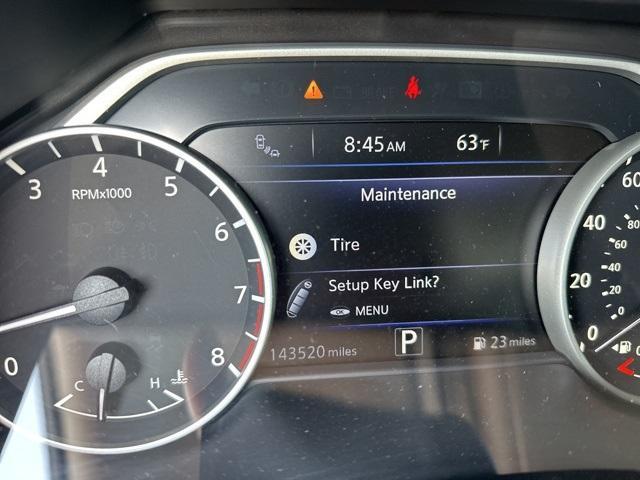 8:45 AM 63°F
Maintenance
Tire
Setup Key Link?
OK MENU
143520 miles P 23 miles
RPMx1000
0 3 4 5 6 7 8
C H
60
40
20
0
80
60
40
20
0